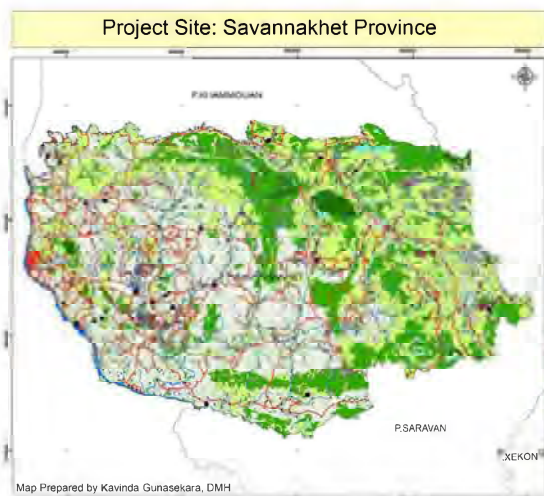 Project Site: Savannakhet Province
P.KHAMMOUAN
P.SARAVAN
.XEKON
Map Prepared by Kavinda Gunasekara, DMH